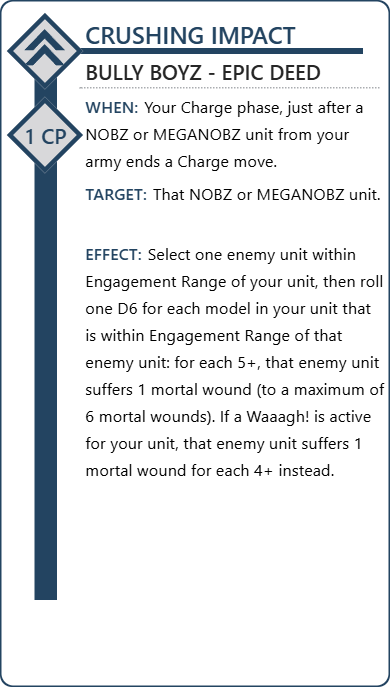 CRUSHING IMPACT
BULLY BOYZ - EPIC DEED
WHEN: Your Charge phase, just after a
NOBZ or MEGANOBZ unit from your
army ends a Charge move.
1 CP
TARGET: That NOBZ or MEGANOBZ unit.
EFFECT: Select one enemy unit within
Engagement Range of your unit, then roll
one D6 for each model in your unit that
is within Engagement Range of that
enemy unit: for each 5+, that enemy unit
suffers 1 mortal wound (to a maximum of
6 mortal wounds). If a Waaagh! is active
for your unit, that enemy unit suffers 1
mortal wound for each 4+ instead.